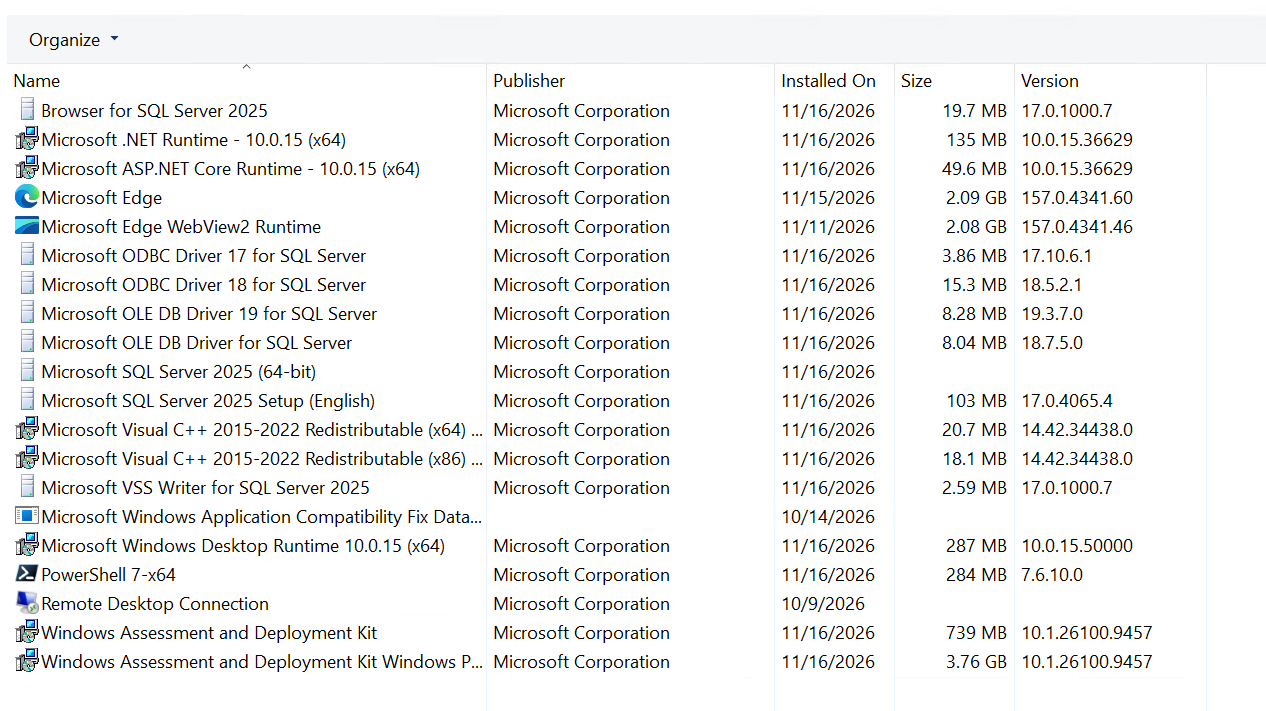 Organize
Name Publisher Installed On Size Version
Browser for SQL Server 2025 Microsoft Corporation 11/16/2026 19.7 MB 17.0.1000.7
Microsoft .NET Runtime - 10.0.15 (x64) Microsoft Corporation 11/16/2026 135 MB 10.0.15.36629
Microsoft ASP.NET Core Runtime - 10.0.15 (x64) Microsoft Corporation 11/16/2026 49.6 MB 10.0.15.36629
Microsoft Edge Microsoft Corporation 11/15/2026 2.09 GB 157.0.4341.60
Microsoft Edge WebView2 Runtime Microsoft Corporation 11/11/2026 2.08 GB 157.0.4341.46
Microsoft ODBC Driver 17 for SQL Server Microsoft Corporation 11/16/2026 3.86 MB 17.10.6.1
Microsoft ODBC Driver 18 for SQL Server Microsoft Corporation 11/16/2026 15.3 MB 18.5.2.1
Microsoft OLE DB Driver 19 for SQL Server Microsoft Corporation 11/16/2026 8.28 MB 19.3.7.0
Microsoft OLE DB Driver for SQL Server Microsoft Corporation 11/16/2026 8.04 MB 18.7.5.0
Microsoft SQL Server 2025 (64-bit) Microsoft Corporation 11/16/2026
Microsoft SQL Server 2025 Setup (English) Microsoft Corporation 11/16/2026 103 MB 17.0.4065.4
Microsoft Visual C++ 2015-2022 Redistributable (x64) ... Microsoft Corporation 11/16/2026 20.7 MB 14.42.34438.0
Microsoft Visual C++ 2015-2022 Redistributable (x86) ... Microsoft Corporation 11/16/2026 18.1 MB 14.42.34438.0
Microsoft VSS Writer for SQL Server 2025 Microsoft Corporation 11/16/2026 2.59 MB 17.0.1000.7
Microsoft Windows Application Compatibility Fix Data... 10/14/2026
Microsoft Windows Desktop Runtime 10.0.15 (x64) Microsoft Corporation 11/16/2026 287 MB 10.0.15.50000
PowerShell 7-x64 Microsoft Corporation 11/16/2026 284 MB 7.6.10.0
Remote Desktop Connection Microsoft Corporation 10/9/2026
Windows Assessment and Deployment Kit Microsoft Corporation 11/16/2026 739 MB 10.1.26100.9457
Windows Assessment and Deployment Kit Windows P... Microsoft Corporation 11/16/2026 3.76 GB 10.1.26100.9457